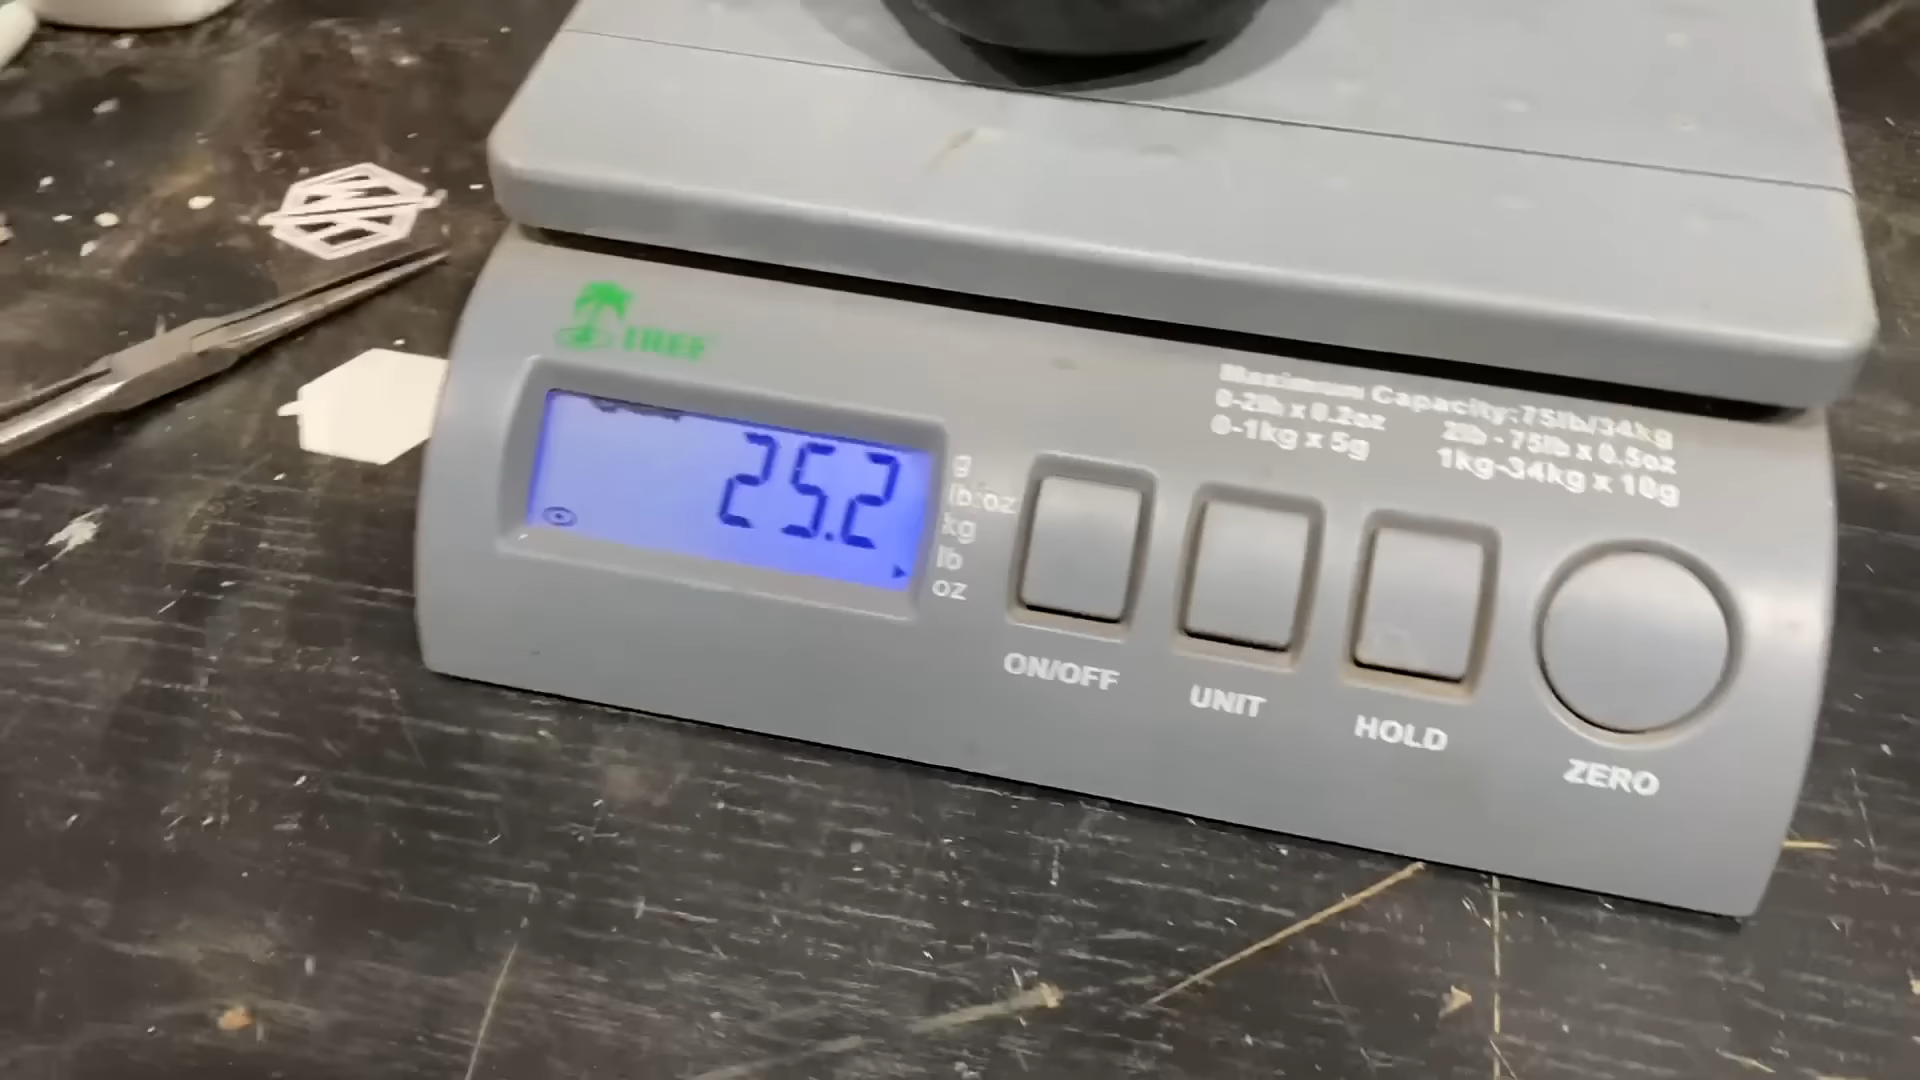 TREE
25.2
g
lb:oz
kg
lb
oz
Maximum Capacity:75lb/34kg
0-2lb x 0.2oz 2lb - 75lb x 0.5oz
0-1kg x 5g 1kg-34kg x 10g
ON/OFF
UNIT
HOLD
ZERO